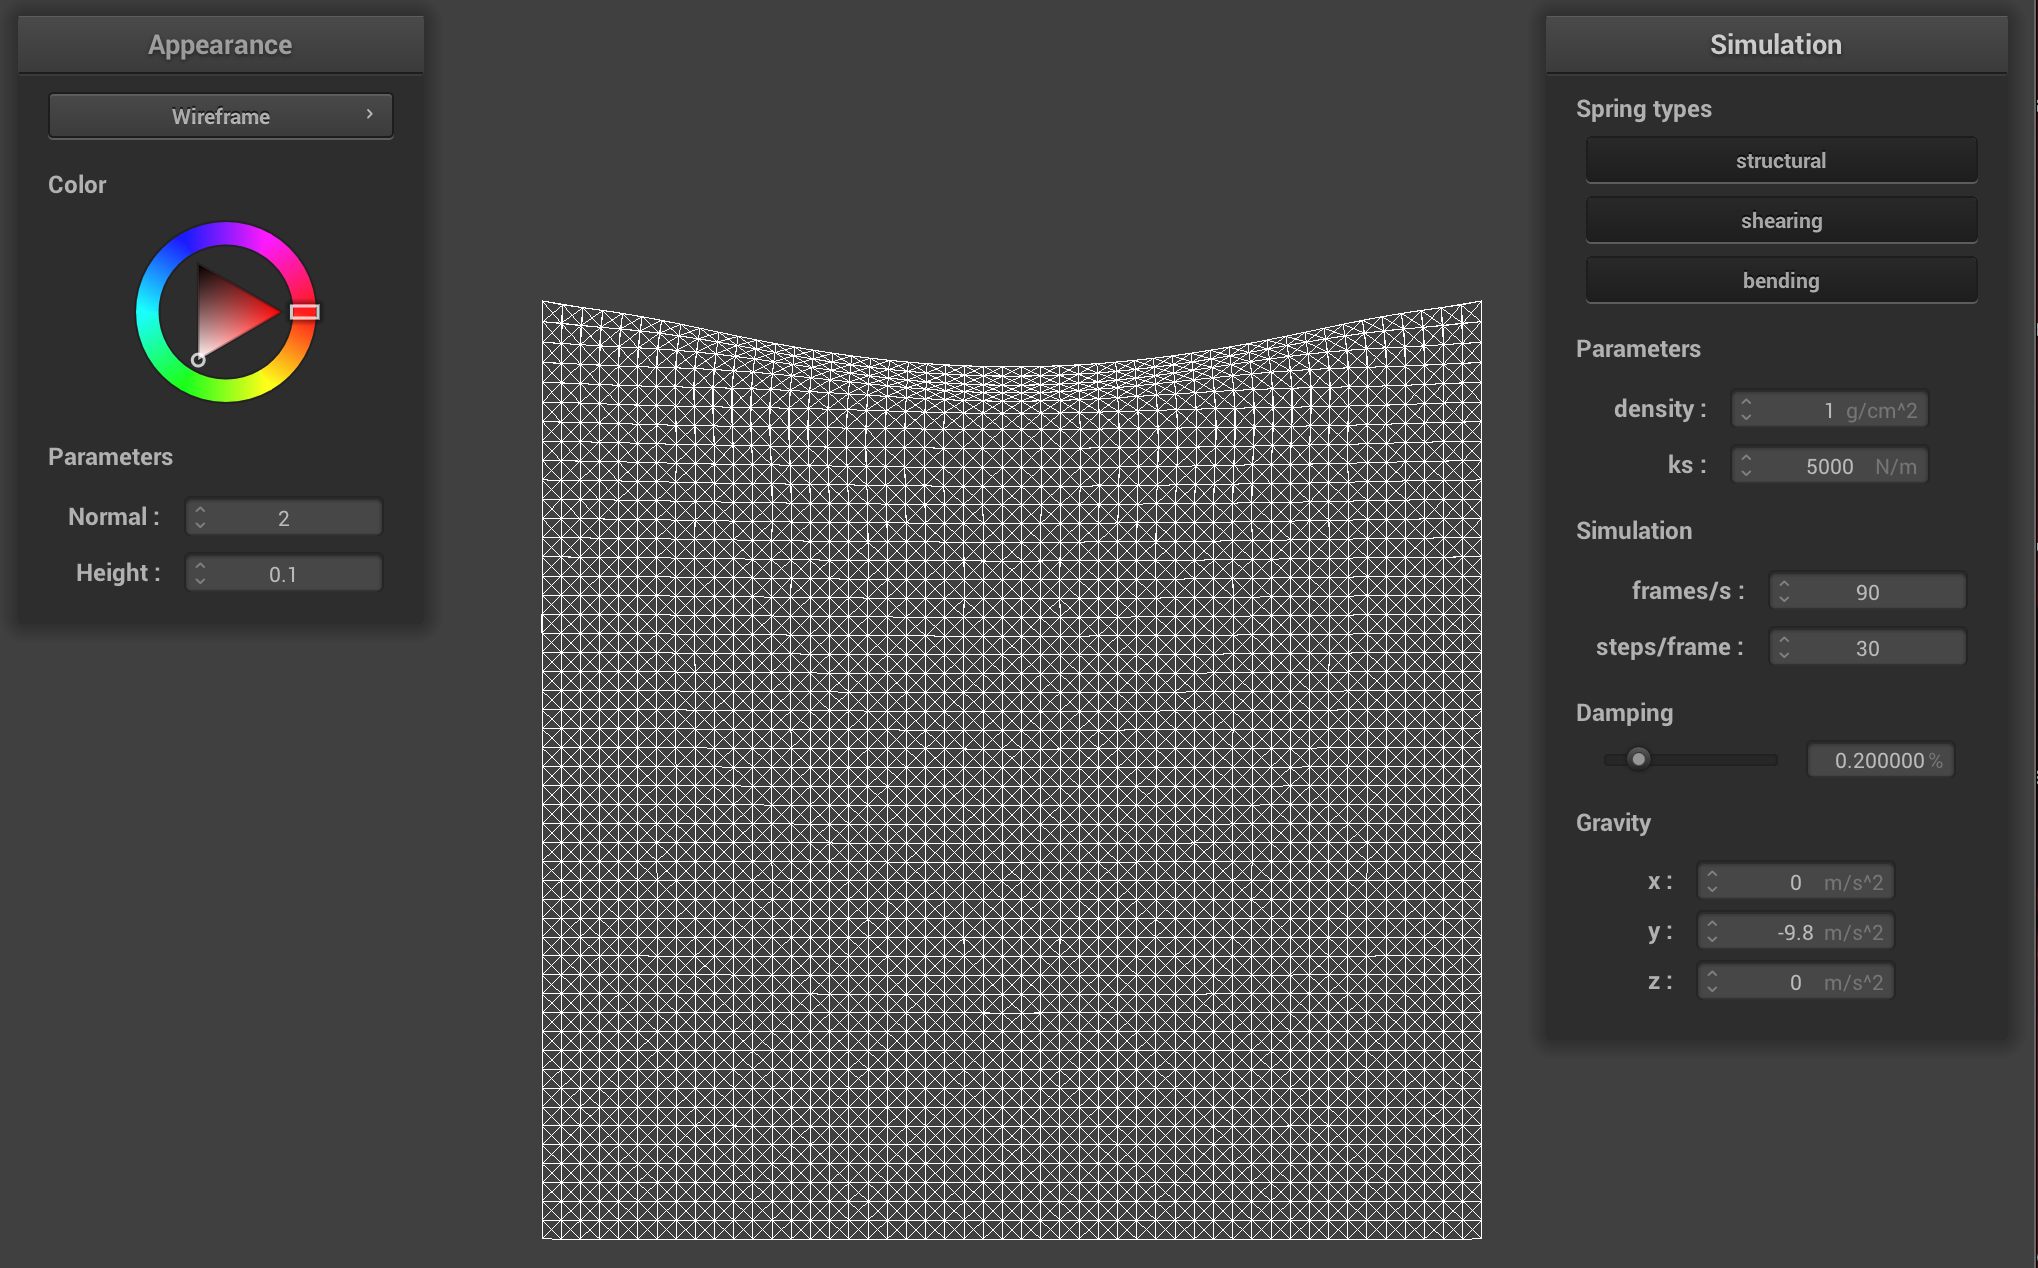 Appearance
Wireframe ›
Color
Parameters
Normal : 2
Height : 0.1
Simulation
Spring types
structural
shearing
bending
Parameters
density : 1 g/cm^2
ks : 5000 N/m
Simulation
frames/s : 90
steps/frame : 30
Damping
0.200000 %
Gravity
x : 0 m/s^2
y : -9.8 m/s^2
z : 0 m/s^2